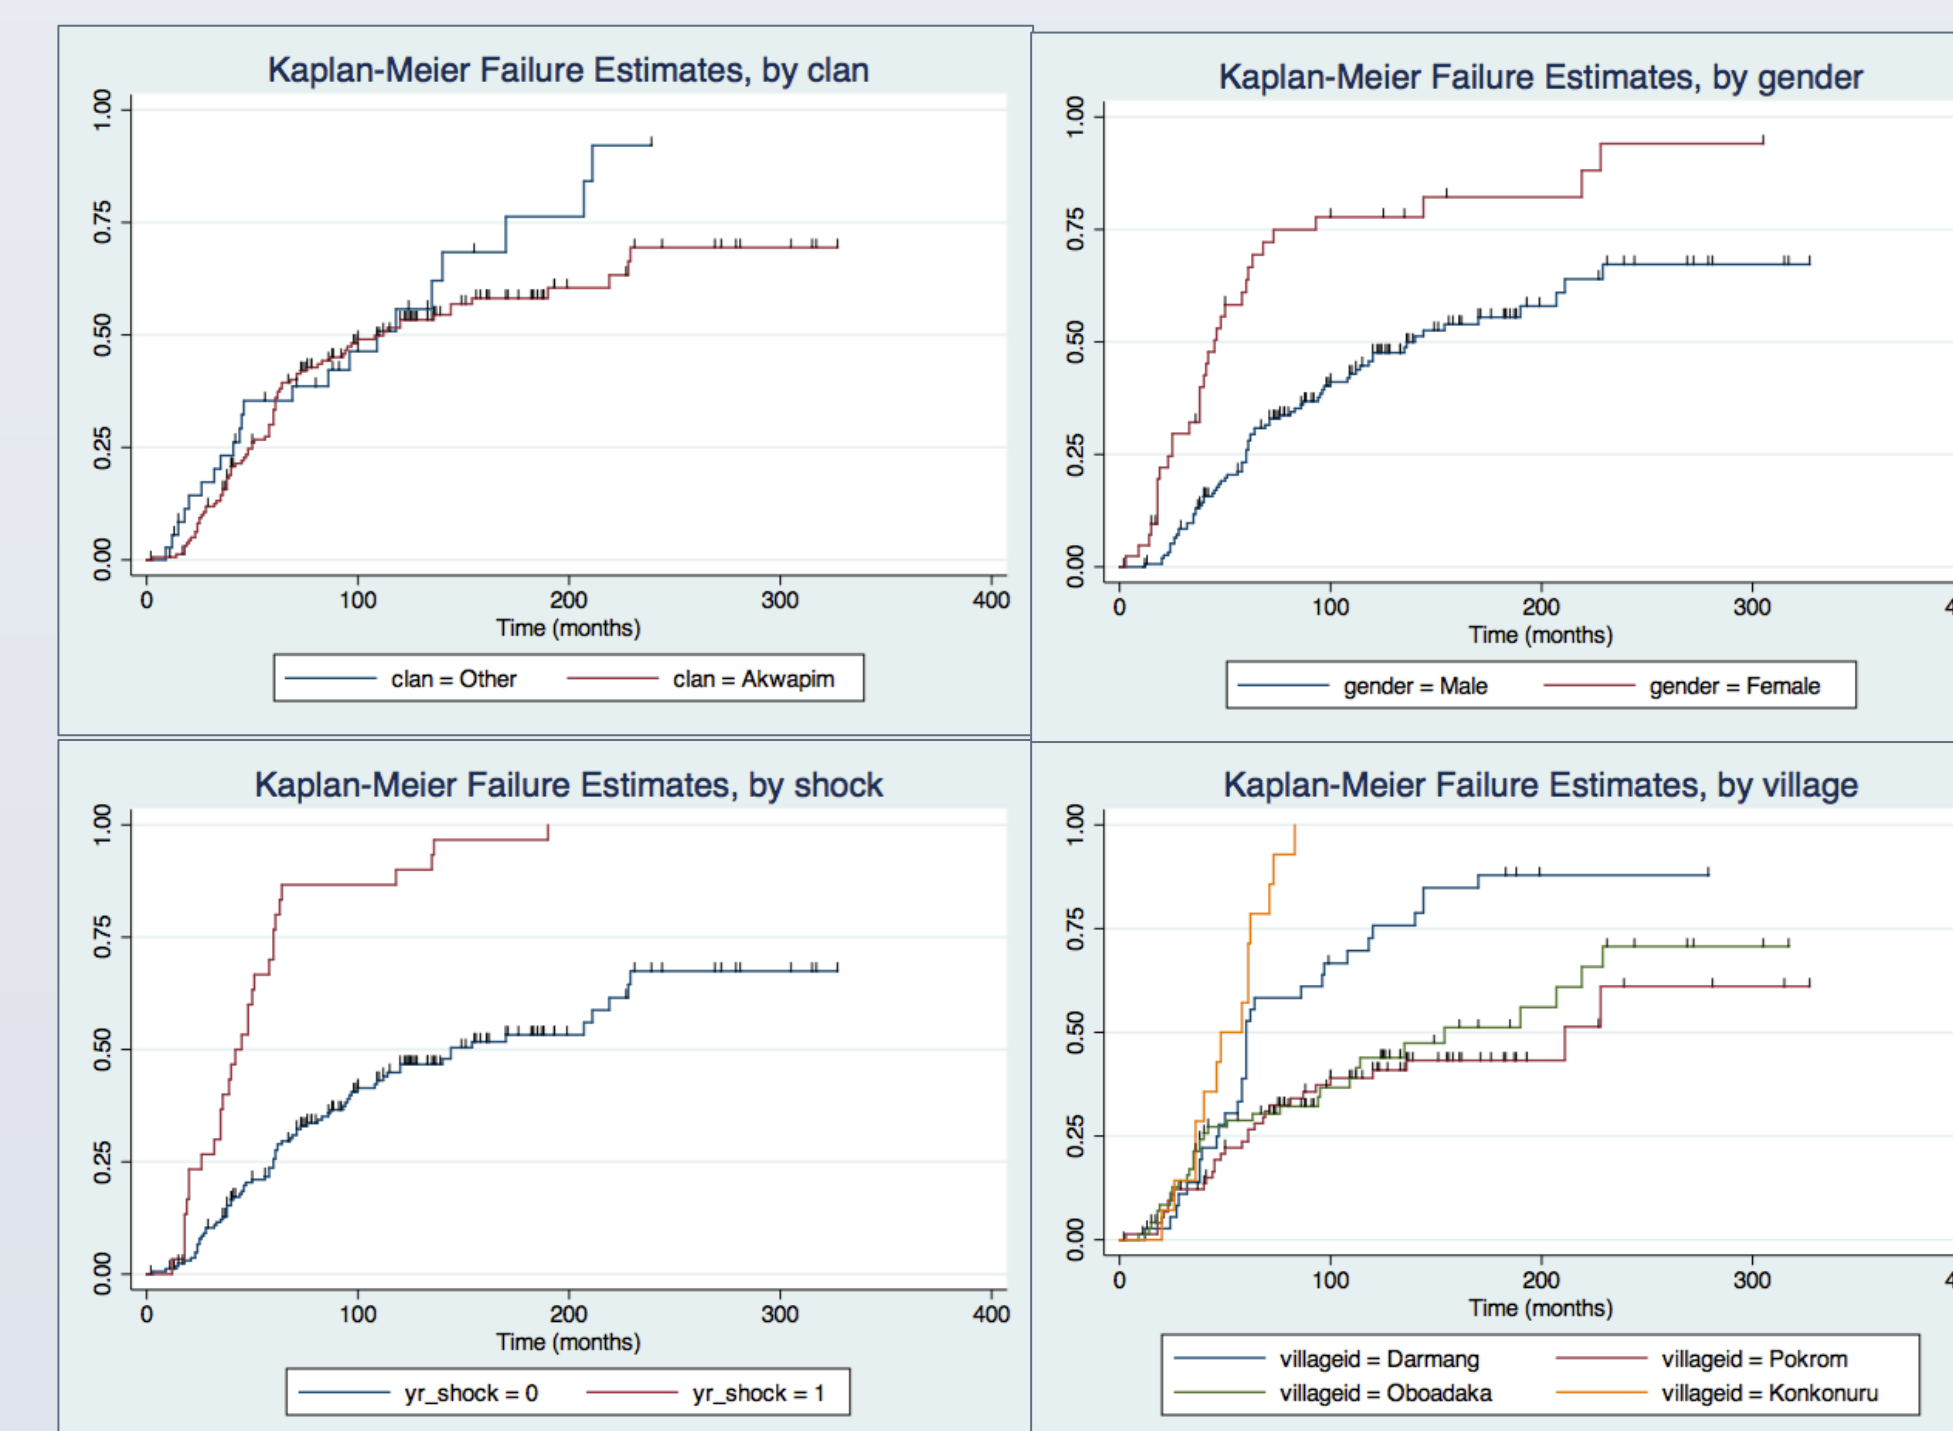 Kaplan-Meier Failure Estimates, by clan
1.00
0.75
0.50
0.25
0.00
0 100 200 300 400
Time (months)
clan = Other clan = Akwapim
Kaplan-Meier Failure Estimates, by gender
1.00
0.75
0.50
0.25
0.00
0 100 200 300 4
Time (months)
gender = Male gender = Female
Kaplan-Meier Failure Estimates, by shock
1.00
0.75
0.50
0.25
0.00
0 100 200 300 400
Time (months)
yr_shock = 0 yr_shock = 1
Kaplan-Meier Failure Estimates, by village
1.00
0.75
0.50
0.25
0.00
0 100 200 300 4
Time (months)
villageid = Darmang villageid = Pokrom
villageid = Oboadaka villageid = Konkonuru